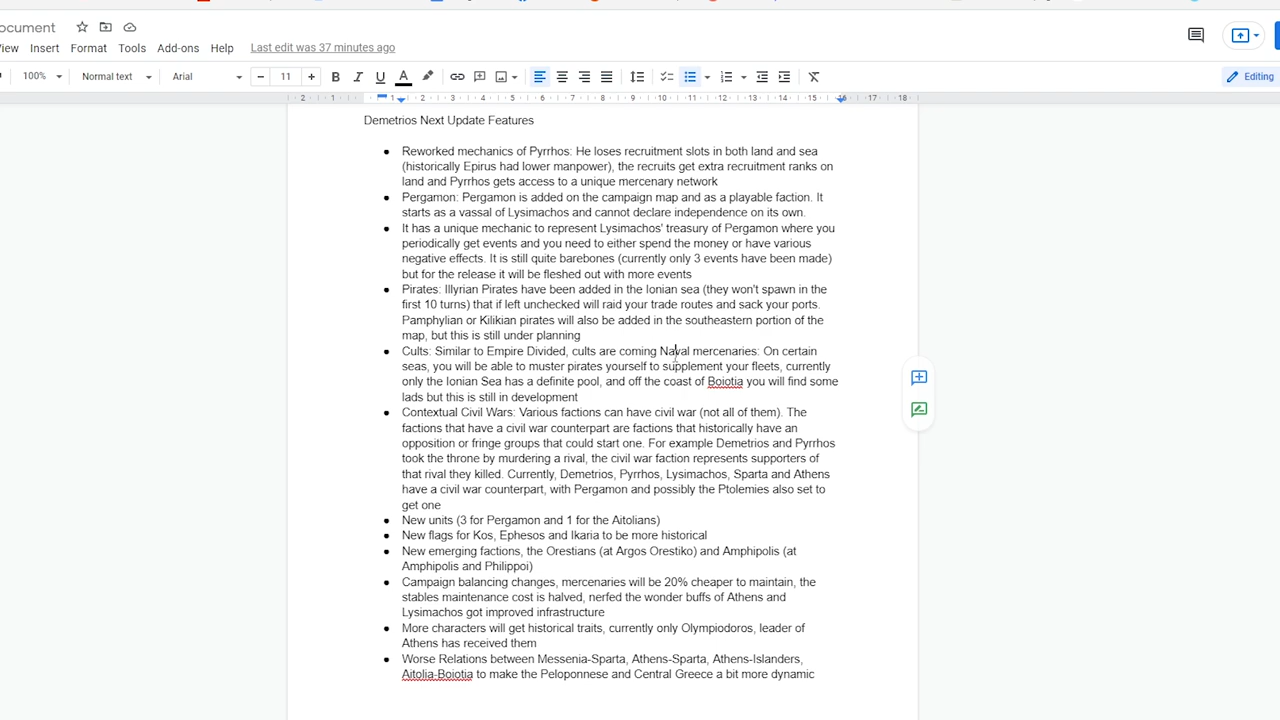 ocument
View Insert Format Tools Add-ons Help Last edit was 37 minutes ago
100% Normal text Arial 11 B I U A Editing
2 1 1 2 3 4 5 6 7 8 9 10 11 12 13 14 15 16 17 18
Demetrios Next Update Features
● Reworked mechanics of Pyrrhos: He loses recruitment slots in both land and sea
(historically Epirus had lower manpower), the recruits get extra recruitment ranks on
land and Pyrrhos gets access to a unique mercenary network
● Pergamon: Pergamon is added on the campaign map and as a playable faction. It
starts as a vassal of Lysimachos and cannot declare independence on its own.
● It has a unique mechanic to represent Lysimachos' treasury of Pergamon where you
periodically get events and you need to either spend the money or have various
negative effects. It is still quite barebones (currently only 3 events have been made)
but for the release it will be fleshed out with more events
● Pirates: Illyrian Pirates have been added in the Ionian sea (they won't spawn in the
first 10 turns) that if left unchecked will raid your trade routes and sack your ports.
Pamphylian or Kilikian pirates will also be added in the southeastern portion of the
map, but this is still under planning
● Cults: Similar to Empire Divided, cults are coming Naval mercenaries: On certain
seas, you will be able to muster pirates yourself to supplement your fleets, currently
only the Ionian Sea has a definite pool, and off the coast of Boiotia you will find some
lads but this is still in development
● Contextual Civil Wars: Various factions can have civil war (not all of them). The
factions that have a civil war counterpart are factions that historically have an
opposition or fringe groups that could start one. For example Demetrios and Pyrrhos
took the throne by murdering a rival, the civil war faction represents supporters of
that rival they killed. Currently, Demetrios, Pyrrhos, Lysimachos, Sparta and Athens
have a civil war counterpart, with Pergamon and possibly the Ptolemies also set to
get one
● New units (3 for Pergamon and 1 for the Aitolians)
● New flags for Kos, Ephesos and Ikaria to be more historical
● New emerging factions, the Orestians (at Argos Orestiko) and Amphipolis (at
Amphipolis and Philippoi)
● Campaign balancing changes, mercenaries will be 20% cheaper to maintain, the
stables maintenance cost is halved, nerfed the wonder buffs of Athens and
Lysimachos got improved infrastructure
● More characters will get historical traits, currently only Olympiodoros, leader of
Athens has received them
● Worse Relations between Messenia-Sparta, Athens-Sparta, Athens-Islanders,
Aitolia-Boiotia to make the Peloponnese and Central Greece a bit more dynamic